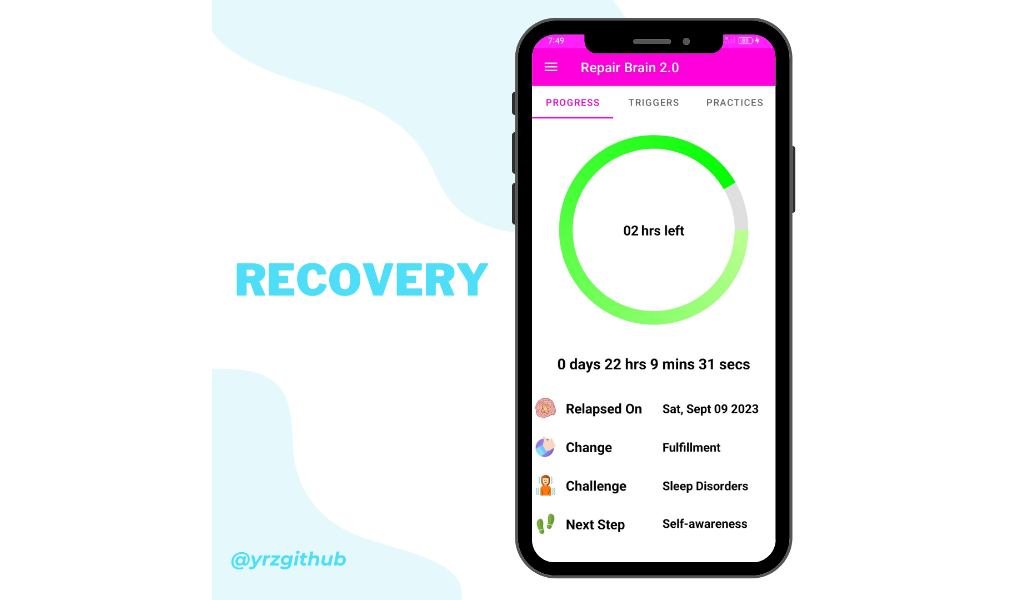 RECOVERY
@yrzgithub
7:49
Repair Brain 2.0
PROGRESS TRIGGERS PRACTICES
02 hrs left
0 days 22 hrs 9 mins 31 secs
Relapsed On Sat, Sept 09 2023
Change Fulfillment
Challenge Sleep Disorders
Next Step Self-awareness